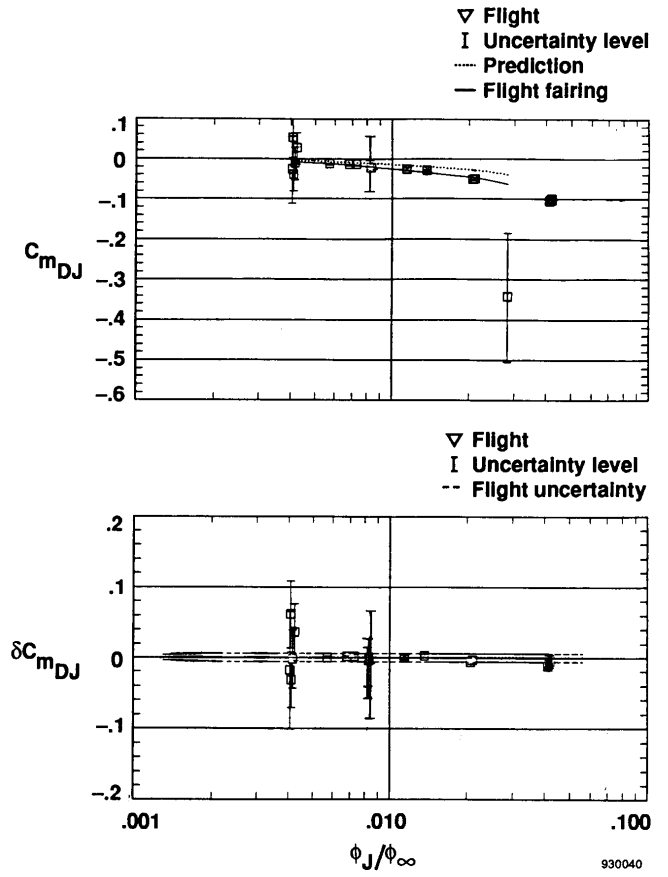 ▽ Flight
I Uncertainty level
Prediction
Flight fairing
.1
0
–.1
–.2
–.3
–.4
–.5
–.6
CmDJ
▽ Flight
I Uncertainty level
Flight uncertainty
.2
.1
0
–.1
–.2
δCmDJ
.001 .010 .100
ϕJ/ϕ∞
930040